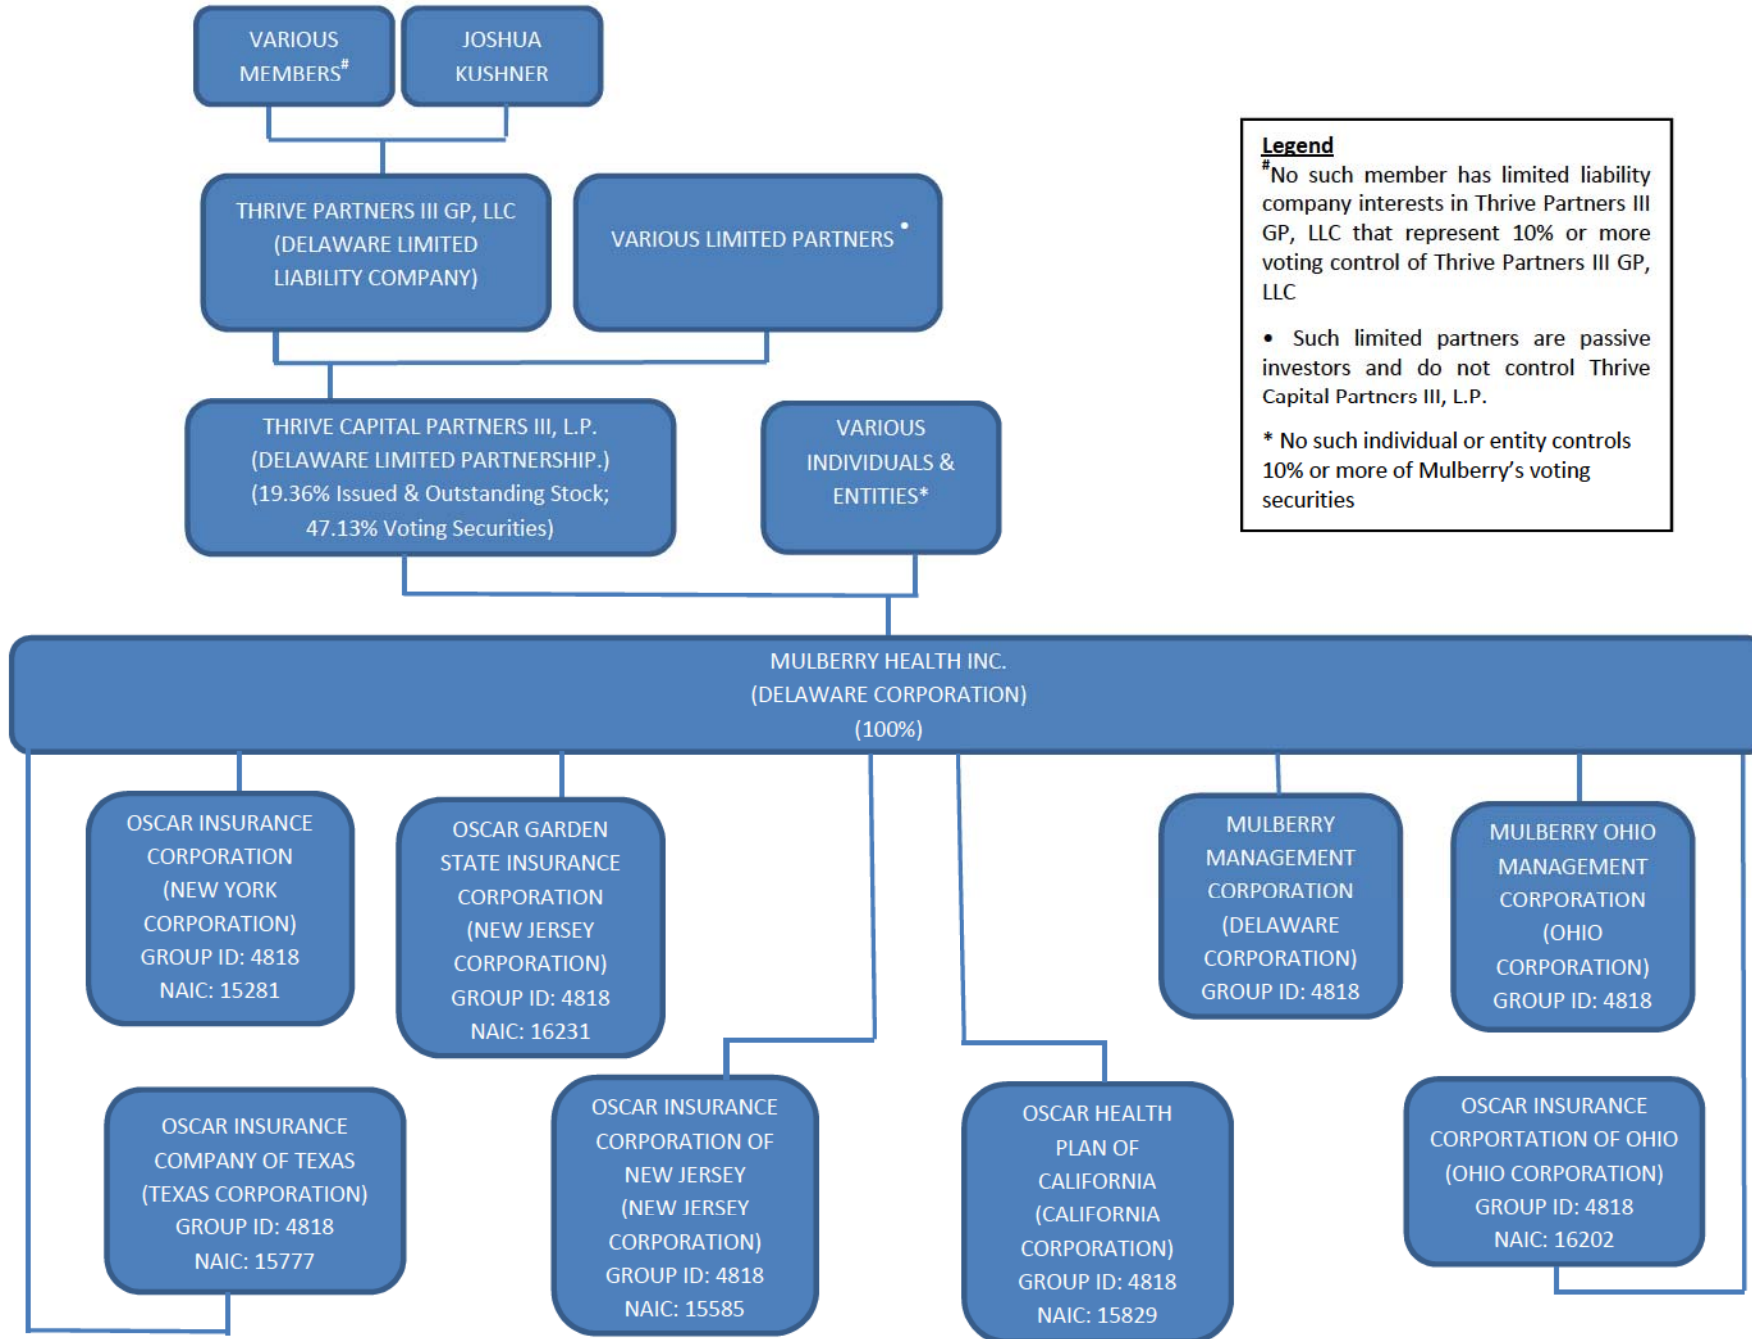 VARIOUS
MEMBERS#
JOSHUA
KUSHNER
Legend
#No such member has limited liability
company interests in Thrive Partners III
GP, LLC that represent 10% or more
voting control of Thrive Partners III GP,
LLC
• Such limited partners are passive
investors and do not control Thrive
Capital Partners III, L.P.
* No such individual or entity controls
10% or more of Mulberry’s voting
securities
THRIVE PARTNERS III GP, LLC
(DELAWARE LIMITED
LIABILITY COMPANY)
VARIOUS LIMITED PARTNERS •
THRIVE CAPITAL PARTNERS III, L.P.
(DELAWARE LIMITED PARTNERSHIP.)
(19.36% Issued & Outstanding Stock;
47.13% Voting Securities)
VARIOUS
INDIVIDUALS &
ENTITIES*
MULBERRY HEALTH INC.
(DELAWARE CORPORATION)
(100%)
OSCAR INSURANCE
CORPORATION
(NEW YORK
CORPORATION)
GROUP ID: 4818
NAIC: 15281
OSCAR GARDEN
STATE INSURANCE
CORPORATION
(NEW JERSEY
CORPORATION)
GROUP ID: 4818
NAIC: 16231
MULBERRY
MANAGEMENT
CORPORATION
(DELAWARE
CORPORATION)
GROUP ID: 4818
MULBERRY OHIO
MANAGEMENT
CORPORATION
(OHIO
CORPORATION)
GROUP ID: 4818
OSCAR INSURANCE
COMPANY OF TEXAS
(TEXAS CORPORATION)
GROUP ID: 4818
NAIC: 15777
OSCAR INSURANCE
CORPORATION OF
NEW JERSEY
(NEW JERSEY
CORPORATION)
GROUP ID: 4818
NAIC: 15585
OSCAR HEALTH
PLAN OF
CALIFORNIA
(CALIFORNIA
CORPORATION)
GROUP ID: 4818
NAIC: 15829
OSCAR INSURANCE
CORPORTATION OF OHIO
(OHIO CORPORATION)
GROUP ID: 4818
NAIC: 16202